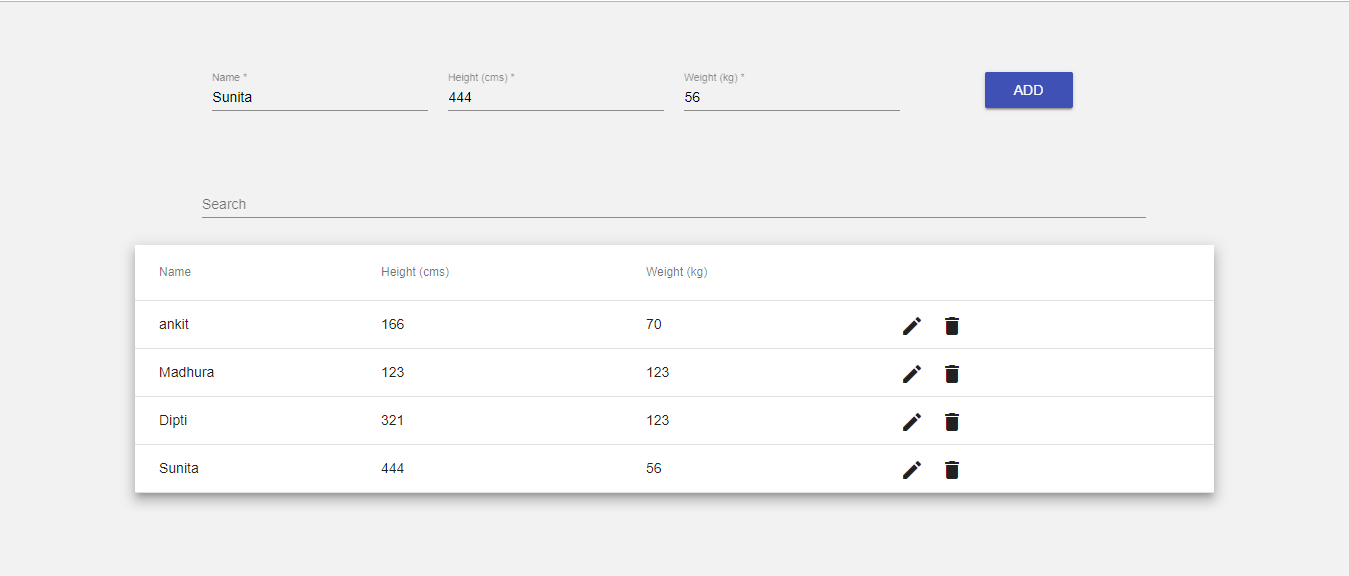 Name * Height (cms) * Weight (kg) *
Sunita 444 56 ADD
Search
Name Height (cms) Weight (kg)
ankit 166 70
Madhura 123 123
Dipti 321 123
Sunita 444 56